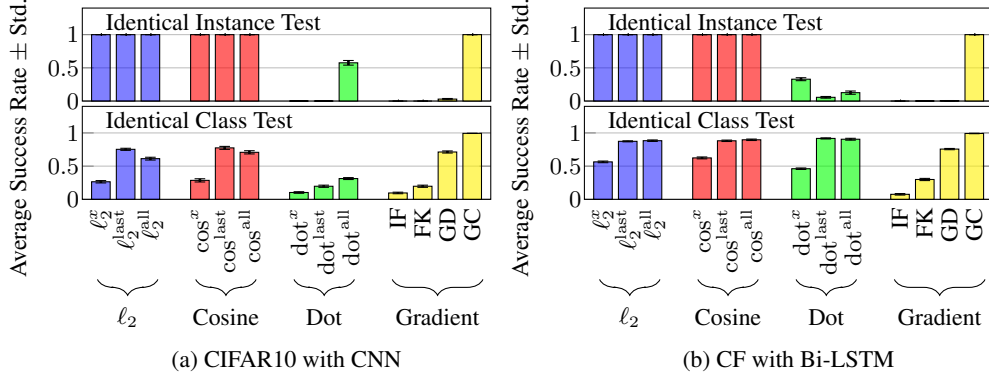 Average Success Rate ± Std.
Identical Instance Test
1
0.5
0
Identical Class Test
1
0.5
0
ℓ₂ˣ
ℓ₂ˡᵃˢᵗ
ℓ₂ᵃˡˡ
cosˣ
cosˡᵃˢᵗ
cosᵃˡˡ
dotˣ
dotˡᵃˢᵗ
dotᵃˡˡ
IF
FK
GD
GC
ℓ₂ Cosine Dot Gradient
(a) CIFAR10 with CNN
Average Success Rate ± Std.
Identical Instance Test
1
0.5
0
Identical Class Test
1
0.5
0
ℓ₂ˣ
ℓ₂ˡᵃˢᵗ
ℓ₂ᵃˡˡ
cosˣ
cosˡᵃˢᵗ
cosᵃˡˡ
dotˣ
dotˡᵃˢᵗ
dotᵃˡˡ
IF
FK
GD
GC
ℓ₂ Cosine Dot Gradient
(b) CF with Bi-LSTM